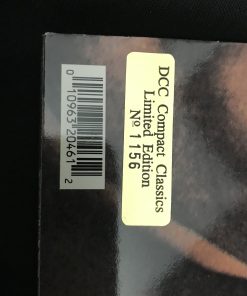 DCC Compact Classics
Limited Edition
Nº 1156
0 10963-20461 2